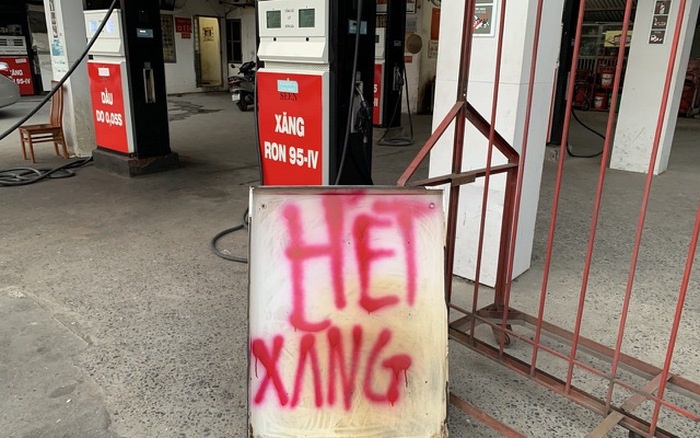 DẦU
DO 0,05S
XĂNG
RON 95-IV
HẾT
XĂNG